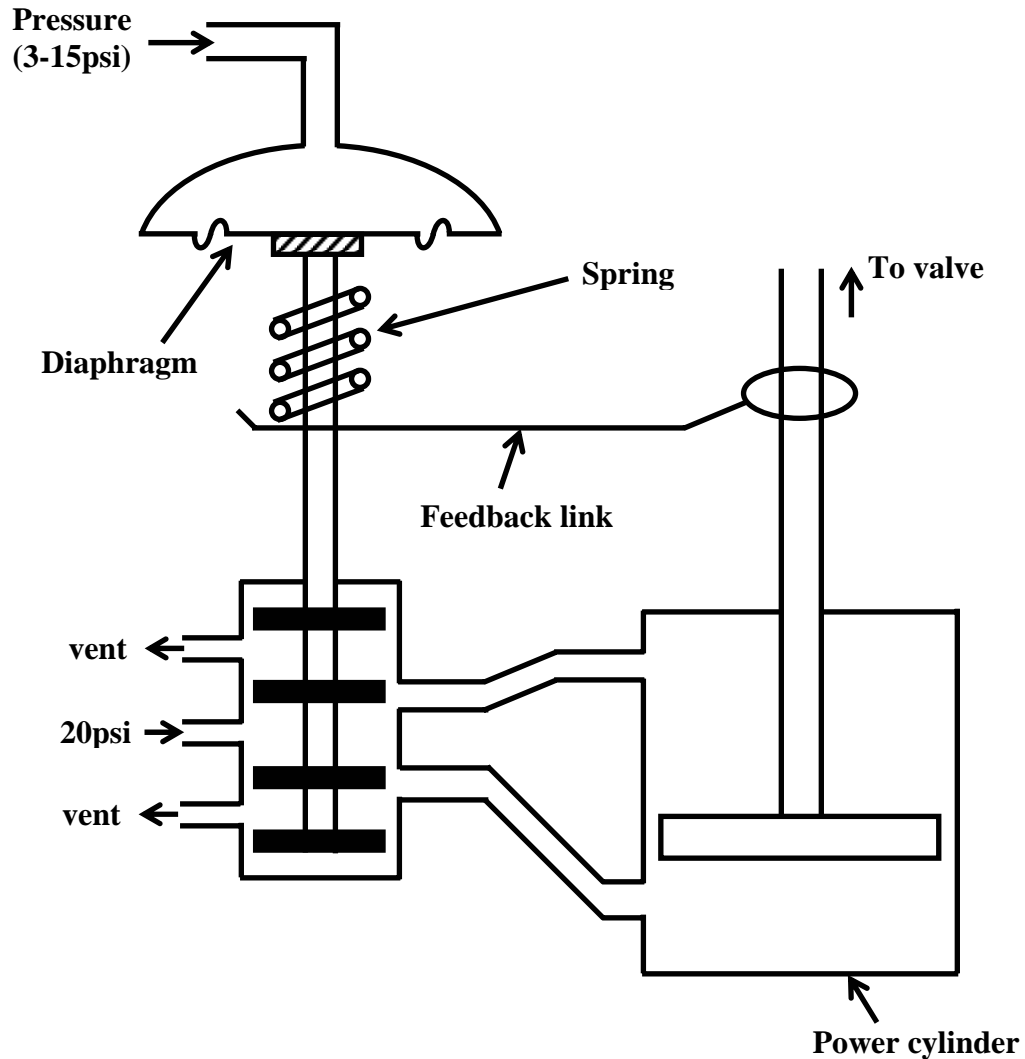 Pressure
(3-15psi)
Spring
To valve
Diaphragm
Feedback link
vent
20psi
vent
Power cylinder